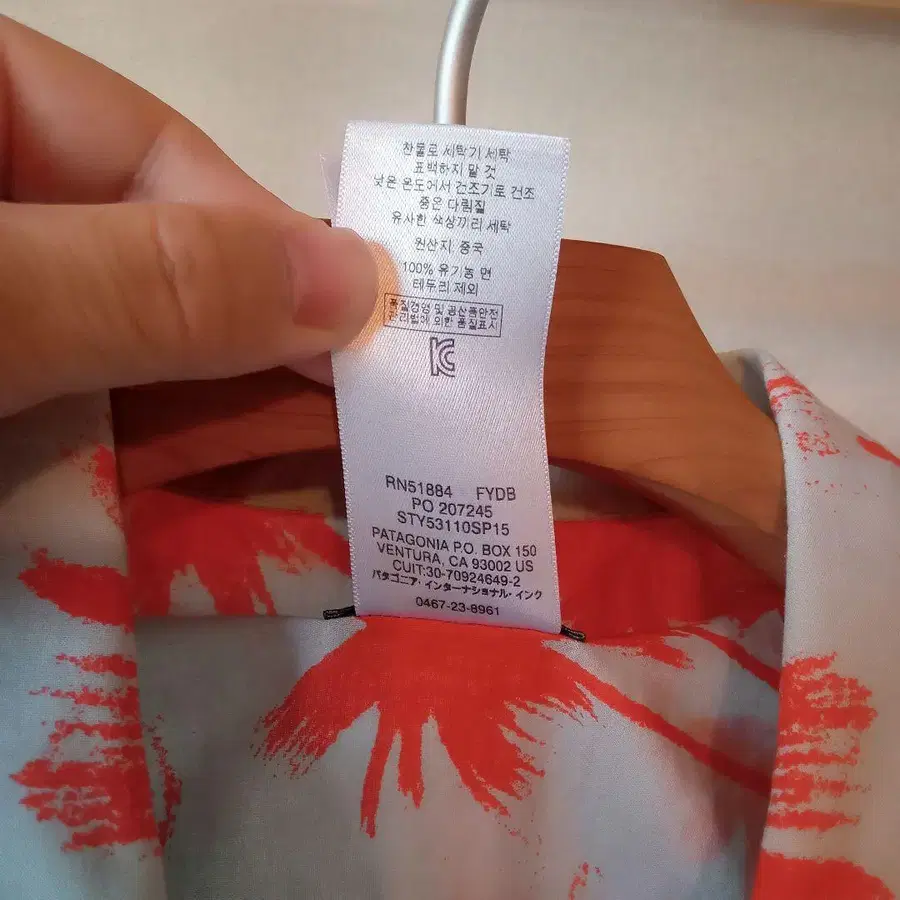 찬물로 세탁기 세탁
표백하지 말 것
낮은 온도에서 건조기로 건조
중온 다림질
유사한 색상끼리 세탁
원산지 중국
100% 유기농 면
테두리 제외
품질경영 및 공산품안전
관리법에 의한 품질표시
RN51884 FYDB
PO 207245
STY53110SP15
PATAGONIA P.O. BOX 150
VENTURA, CA 93002 US
CUIT:30-70924649-2
パタゴニア・インターナショナル・インク
0467-23-8961